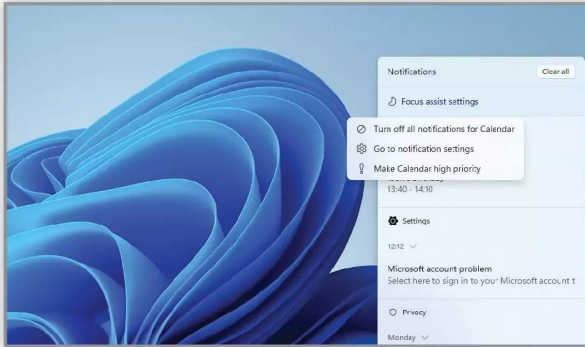 Notifications
Clear all
Focus assist settings
Turn off all notifications for Calendar
Go to notification settings
Make Calendar high priority
13:40 - 14:10
Settings
12:12
Microsoft account problem
Select here to sign in to your Microsoft account t
Privacy
Monday